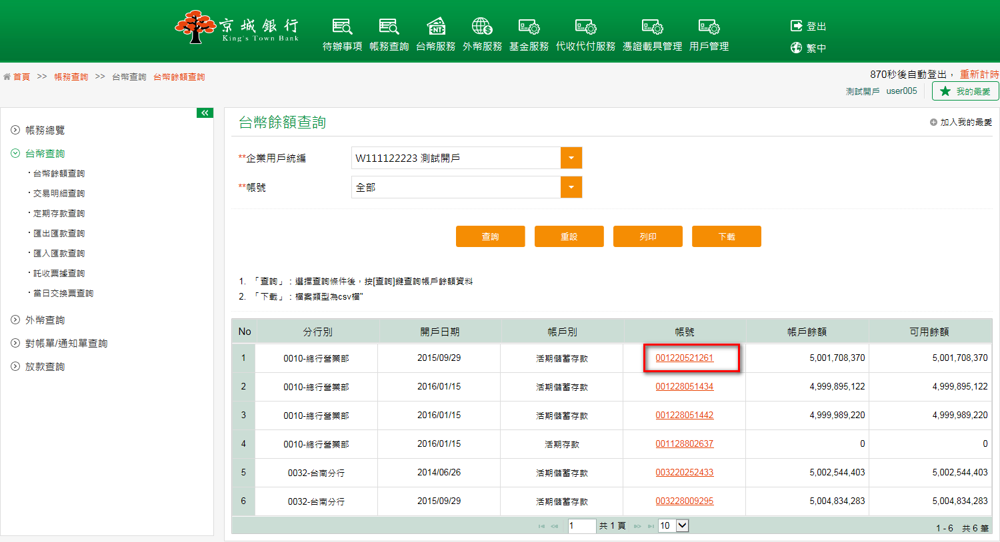 京城銀行
King's Town Bank
待辦事項 帳務查詢 台幣服務 外幣服務 基金服務 代收代付服務 憑證載具管理 用戶管理
登出
繁中
首頁 >> 帳務查詢 >> 台幣查詢 台幣餘額查詢
870秒後自動登出， 重新計時
測試開戶 user005
我的最愛
帳務總覽
台幣查詢
台幣餘額查詢
交易明細查詢
定期存款查詢
匯出匯款查詢
匯入匯款查詢
託收票據查詢
當日交換票查詢
外幣查詢
對帳單/通知單查詢
放款查詢
台幣餘額查詢
加入我的最愛
**企業用戶統編 W111122223 測試開戶
**帳號 全部
查詢 重設 列印 下載
1. 「查詢」：選擇查詢條件後，按[查詢]鍵查詢帳戶餘額資料
2. 「下載」：檔案類型為csv檔"
No 分行別 開戶日期 帳戶別 帳號 帳戶餘額 可用餘額
1 0010-總行營業部 2015/09/29 活期儲蓄存款 001220521261 5,001,708,370 5,001,708,370
2 0010-總行營業部 2016/01/15 活期儲蓄存款 001228051434 4,999,895,122 4,999,895,122
3 0010-總行營業部 2016/01/15 活期儲蓄存款 001228051442 4,999,989,220 4,999,989,220
4 0010-總行營業部 2016/01/15 活期存款 001128802637 0 0
5 0032-台南分行 2014/06/26 活期儲蓄存款 003220252433 5,002,544,403 5,002,544,403
6 0032-台南分行 2015/09/29 活期儲蓄存款 003228009295 5,004,834,283 5,004,834,283
1 共 1 頁 10
1 - 6 共 6 筆